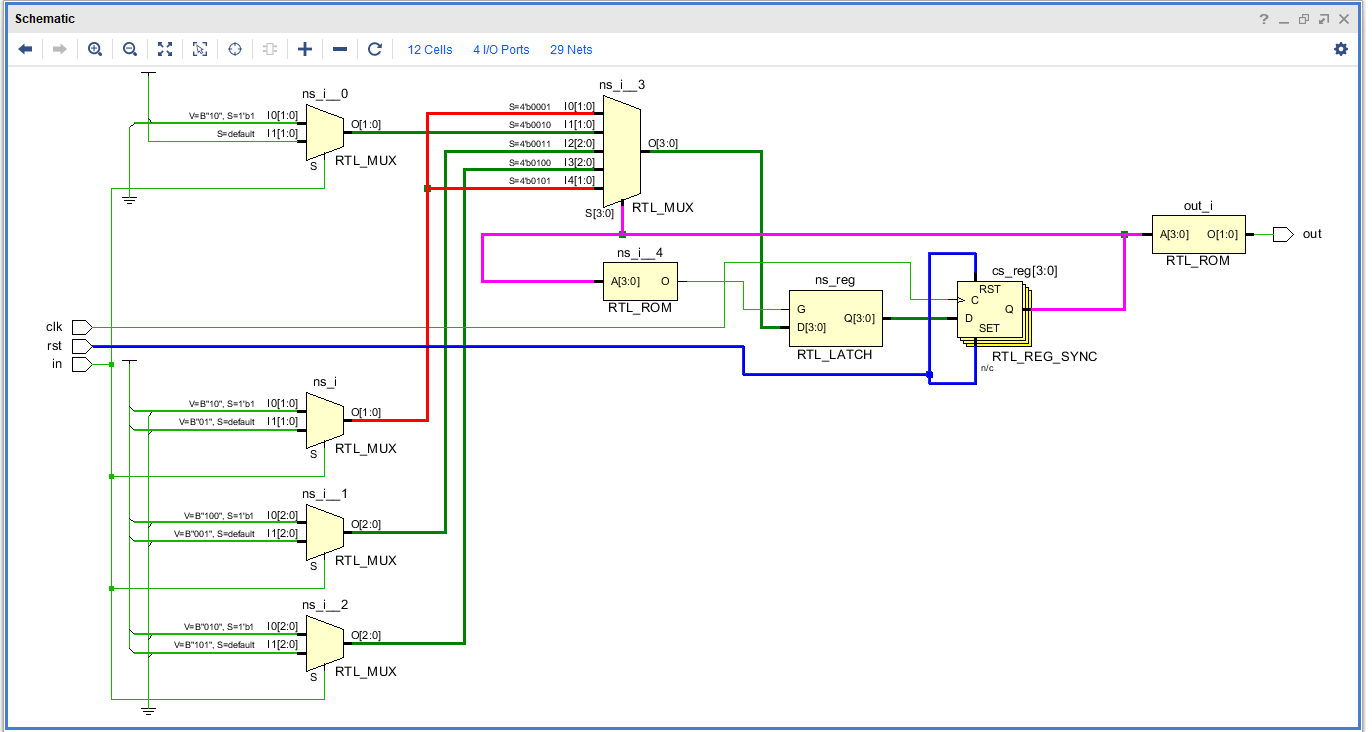 Schematic
12 Cells 4 I/O Ports 29 Nets
ns_i__0
V=B"10", S=1'b1 I0[1:0]
S=default I1[1:0]
O[1:0]
S
RTL_MUX
ns_i__3
S=4'b0001 I0[1:0]
S=4'b0010 I1[1:0]
S=4'b0011 I2[2:0]
S=4'b0100 I3[2:0]
S=4'b0101 I4[1:0]
O[3:0]
S[3:0]
RTL_MUX
ns_i__4
A[3:0] O
RTL_ROM
ns_reg
G
D[3:0]
Q[3:0]
RTL_LATCH
cs_reg[3:0]
RST
C
D
Q
SET
RTL_REG_SYNC
n/c
out_i
A[3:0] O[1:0]
RTL_ROM
out
clk
rst
in
ns_i
V=B"10", S=1'b1 I0[1:0]
V=B"01", S=default I1[1:0]
O[1:0]
S
RTL_MUX
ns_i__1
V=B"100", S=1'b1 I0[2:0]
V=B"001", S=default I1[2:0]
O[2:0]
S
RTL_MUX
ns_i__2
V=B"010", S=1'b1 I0[2:0]
V=B"101", S=default I1[2:0]
O[2:0]
S
RTL_MUX